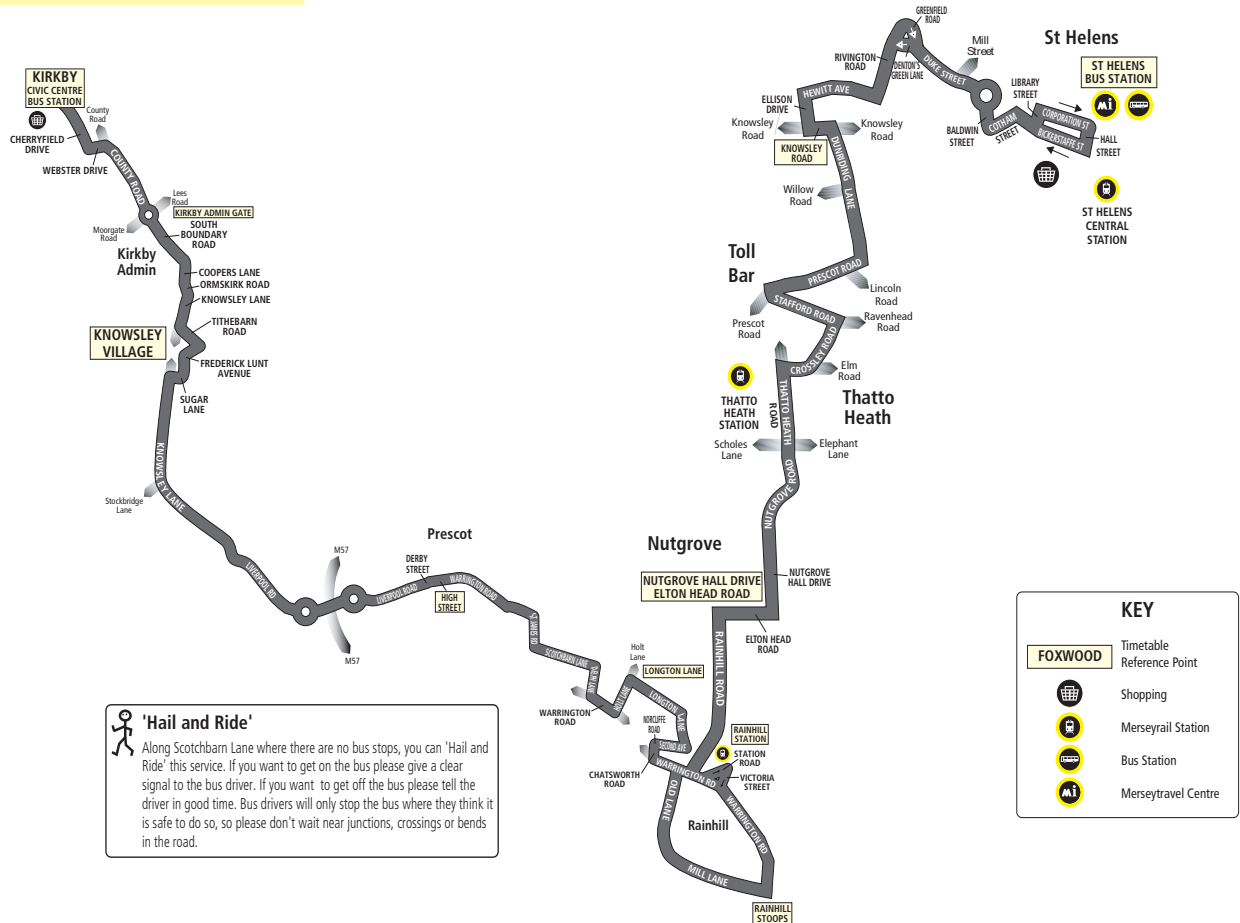 KIRKBY
CIVIC CENTRE
BUS STATION
County
Road
CHERRYFIELD
DRIVE
WEBSTER DRIVE
COUNTY ROAD
Lees
Road
KIRKBY ADMIN GATE
Moorgate
Road
SOUTH
BOUNDARY
ROAD
Kirkby
Admin
COOPERS LANE
ORMSKIRK ROAD
KNOWSLEY LANE
TITHEBARN
ROAD
KNOWSLEY
VILLAGE
FREDERICK LUNT
AVENUE
SUGAR
LANE
KNOWSLEY LANE
Stockbridge
Lane
LIVERPOOL RD
M57
M57
LIVERPOOL ROAD
Prescot
DERBY
STREET
HIGH
STREET
WARRINGTON ROAD
ST JAMES RD
SCOTCHBARN LANE
DELPH LANE
WARRINGTON
ROAD
HOLT LANE
Holt
Lane
LONGTON LANE
LONGTON LANE
NORCLIFFE
ROAD
SECOND AVE
CHATSWORTH
ROAD
WARRINGTON RD
RAINHILL
STATION
STATION
ROAD
VICTORIA
STREET
WARRINGTON RD
OLD LANE
Rainhill
MILL LANE
RAINHILL
STOOPS
RAINHILL ROAD
ELTON HEAD
ROAD
NUTGROVE HALL DRIVE
ELTON HEAD ROAD
Nutgrove
NUTGROVE
HALL DRIVE
NUTGROVE ROAD
Scholes
Lane
Elephant
Lane
THATTO HEATH
ROAD
THATTO
HEATH
STATION
Thatto
Heath
Elm
Road
CROSSLEY ROAD
Ravenhead
Road
STAFFORD ROAD
Prescot
Road
Toll
Bar
PRESCOT ROAD
Lincoln
Road
Willow
Road
DUNRIDING LANE
KNOWSLEY
ROAD
Knowsley
Road
Knowsley
Road
ELLISON
DRIVE
HEWITT AVE
RIVINGTON
ROAD
GREENFIELD
ROAD
DENTON'S
GREEN LANE
DUKE STREET
Mill
Street
BALDWIN
STREET
COTHAM
STREET
LIBRARY
STREET
CORPORATION ST
BICKERSTAFFE ST
HALL
STREET
St Helens
ST HELENS
BUS STATION
mi
ST HELENS
CENTRAL
STATION
'Hail and Ride'
Along Scotchbarn Lane where there are no bus stops, you can 'Hail and
Ride' this service. If you want to get on the bus please give a clear
signal to the bus driver. If you want to get off the bus please tell the
driver in good time. Bus drivers will only stop the bus where they think it
is safe to do so, so please don't wait near junctions, crossings or bends
in the road.
KEY
FOXWOOD
Timetable
Reference Point
Shopping
Merseyrail Station
Bus Station
mi
Merseytravel Centre